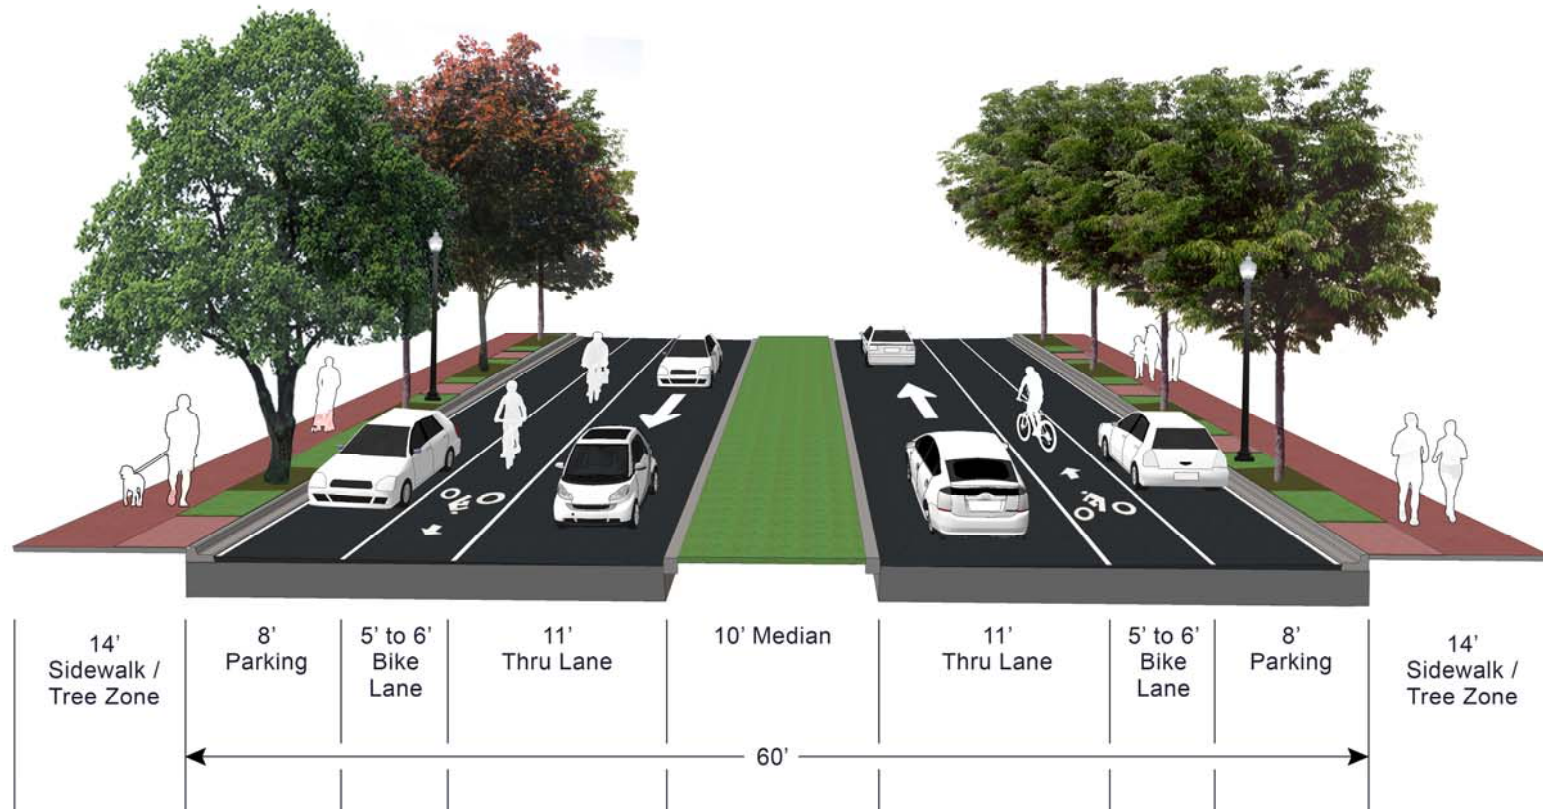 14’
Sidewalk /
Tree Zone
8’
Parking
5’ to 6’
Bike
Lane
11’
Thru Lane
10’ Median
11’
Thru Lane
5’ to 6’
Bike
Lane
8’
Parking
14’
Sidewalk /
Tree Zone
60’